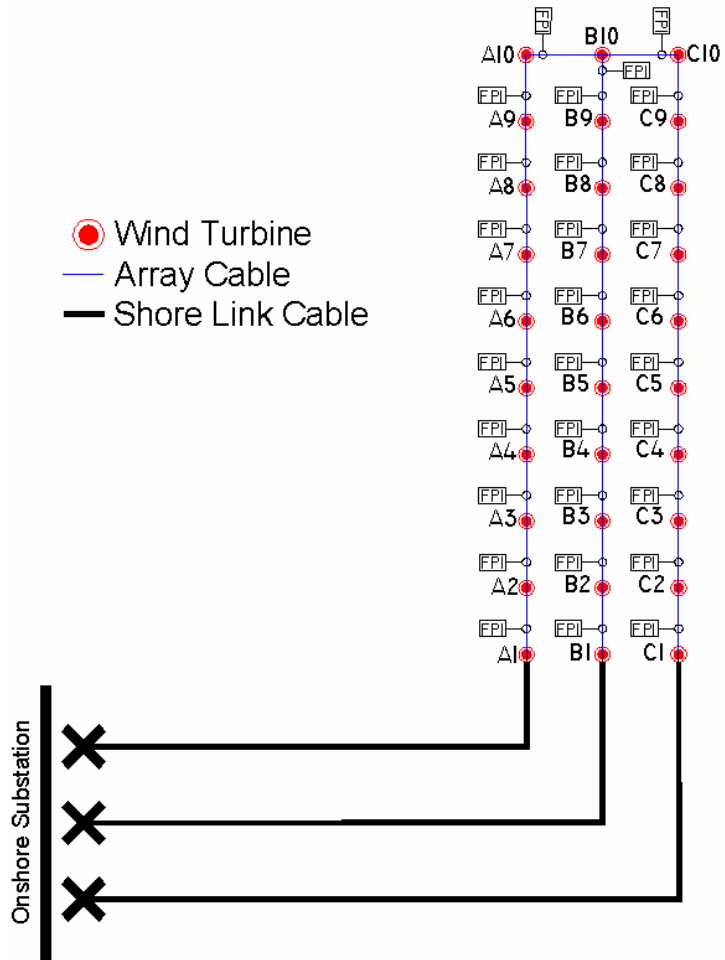 FPI FPI
B10
A10 C10
FPI
FPI FPI FPI
A9 B9 C9
FPI FPI FPI
A8 B8 C8
Wind Turbine
FPI FPI FPI
A7 B7 C7
Array Cable
FPI FPI FPI
Shore Link Cable
A6 B6 C6
FPI FPI FPI
A5 B5 C5
FPI FPI FPI
A4 B4 C4
FPI FPI FPI
A3 B3 C3
FPI FPI FPI
A2 B2 C2
FPI FPI FPI
A1 B1 C1
Onshore Substation